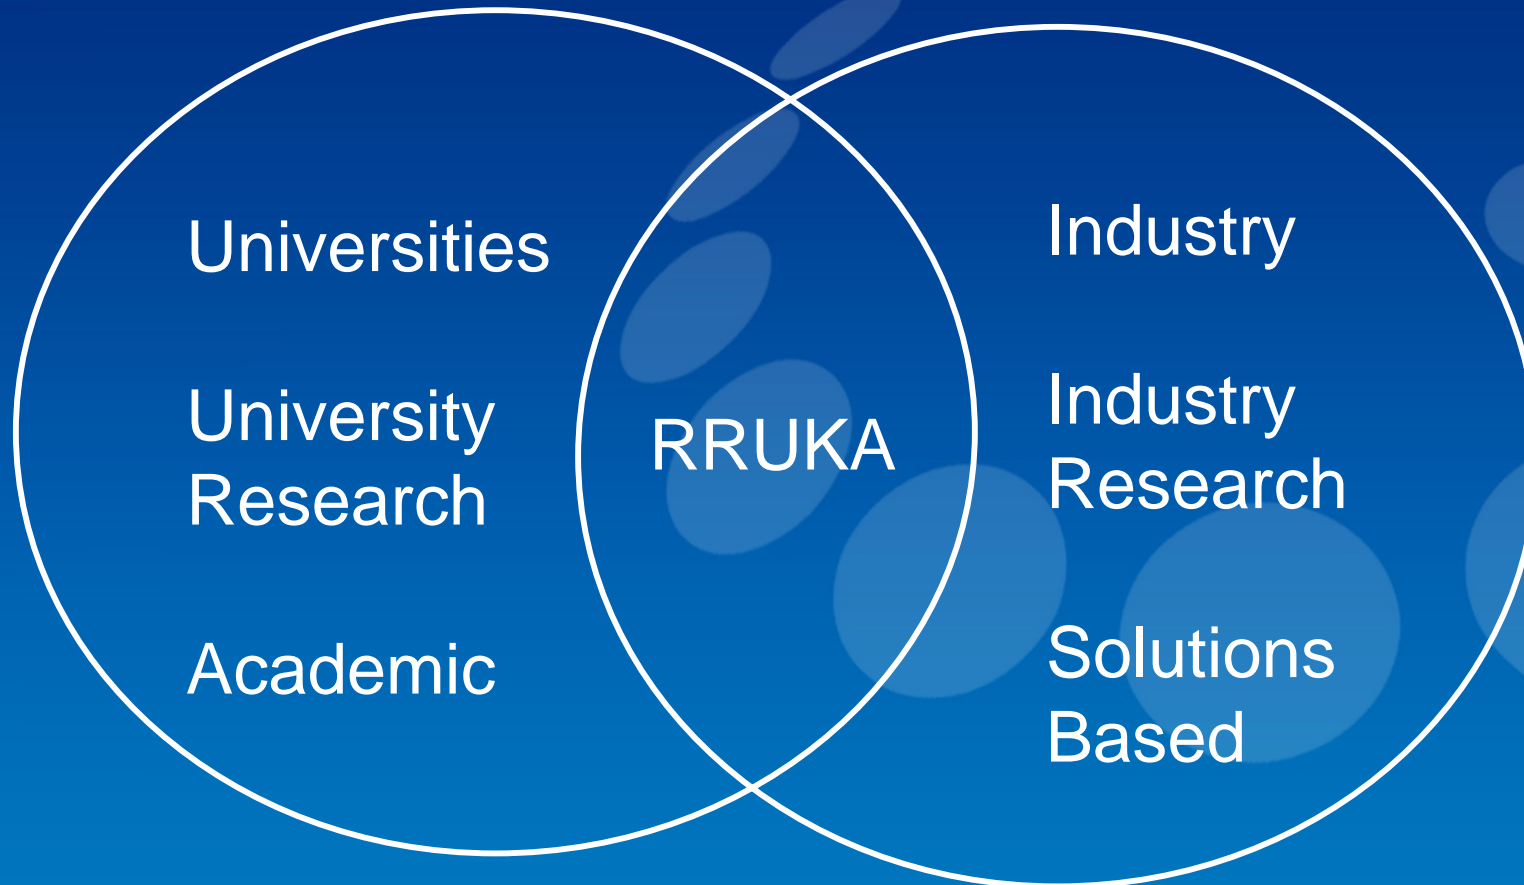 Universities
University
Research
Academic
RRUKA
Industry
Industry
Research
Solutions
Based